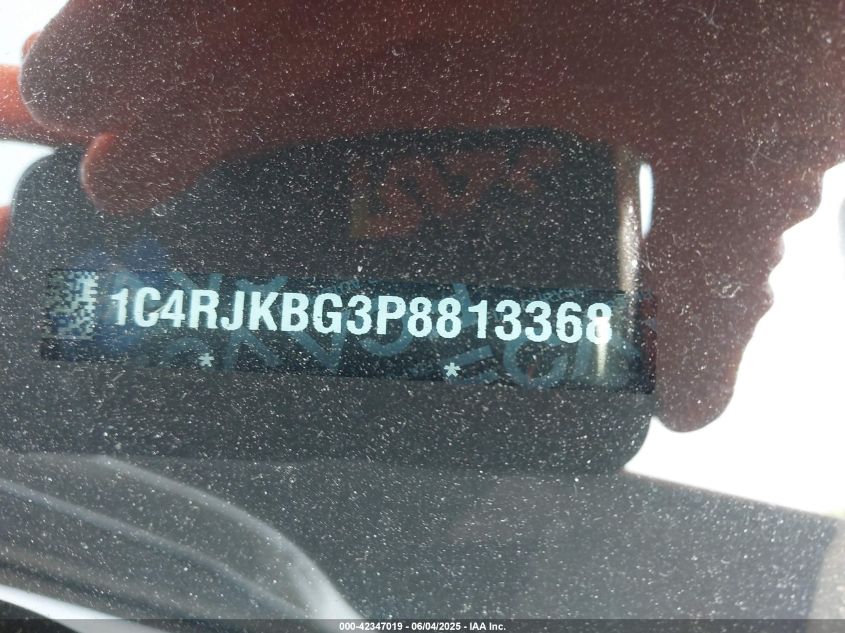 1C4RJKBG3P8813368
* *
000-42347019 - 06/04/2025 - IAA Inc.